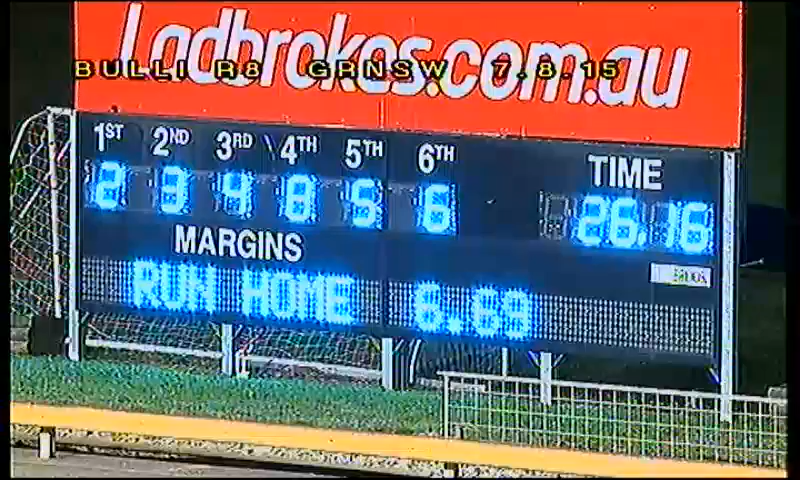 Ladbrokes.com.au
BULLI R8 GRNSW 7.8.15
1ST 2ND 3RD 4TH 5TH 6TH TIME
2 3 4 8 5 6 26.16
MARGINS
RUN HOME 6.69